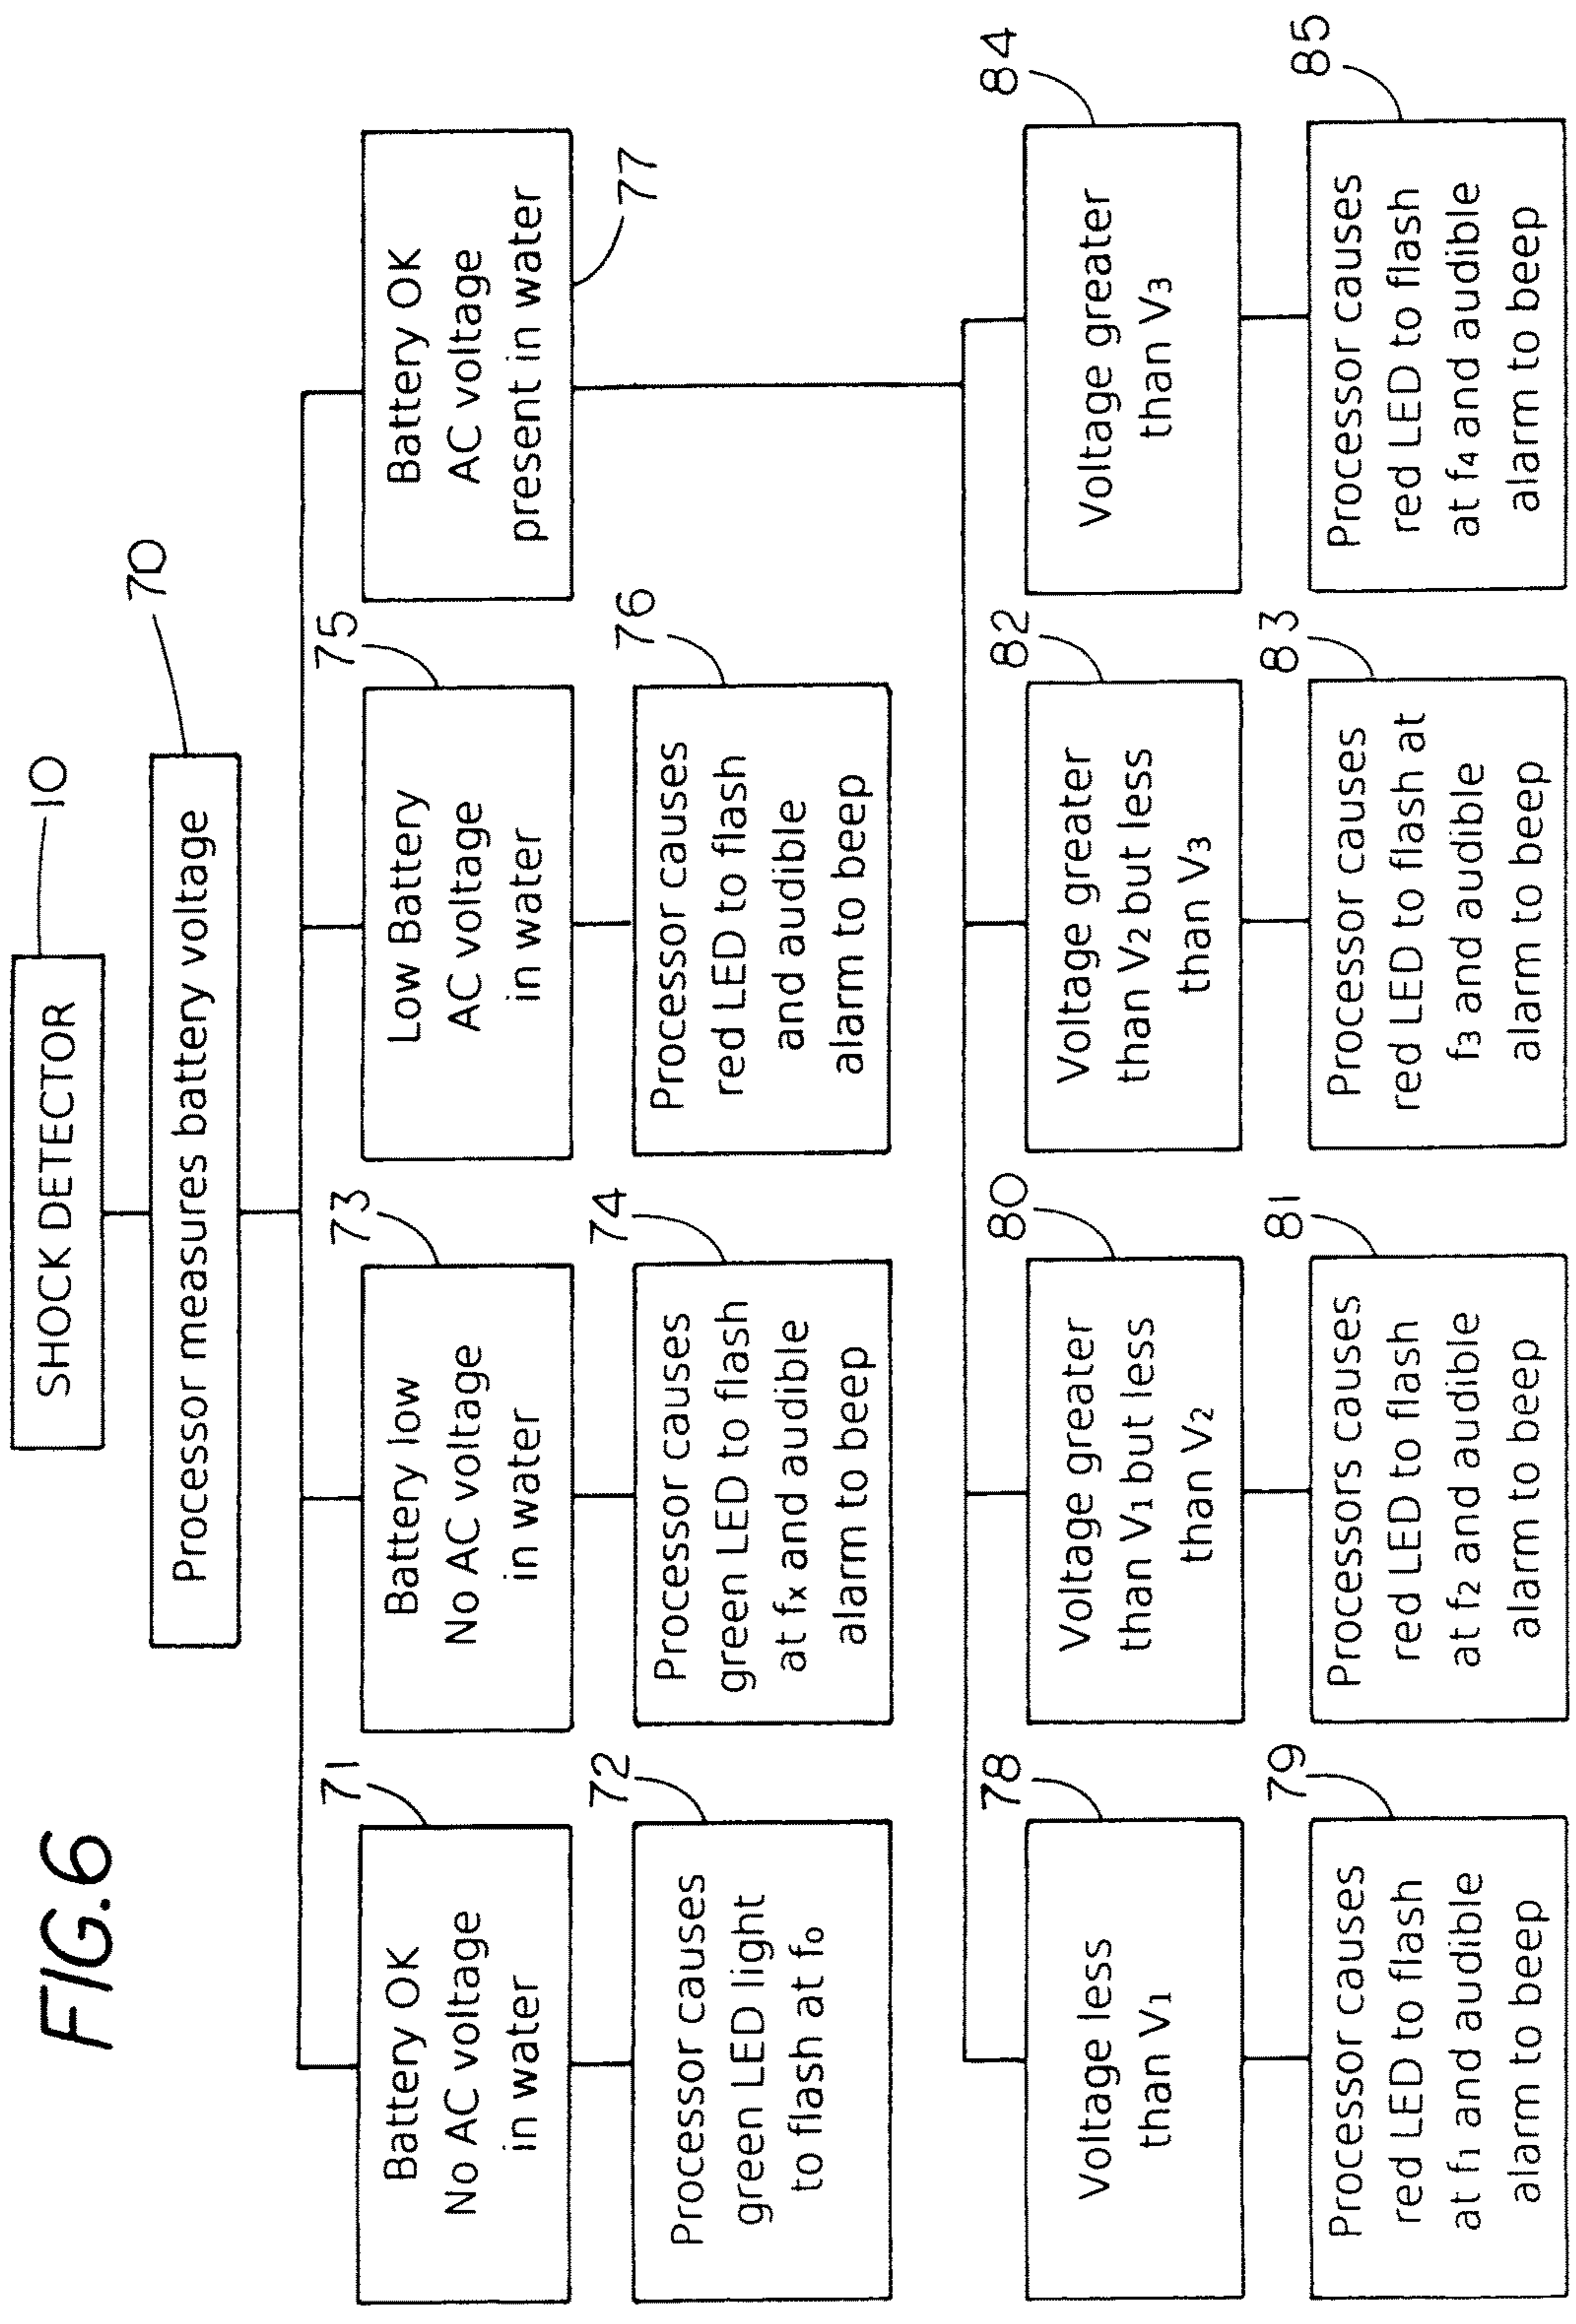 FIG.6
SHOCK DETECTOR
10
Processor measures battery voltage
70
Battery OK
No AC voltage
in water
71
Battery low
No AC voltage
in water
73
Low Battery
AC voltage
in water
75
Battery OK
AC voltage
present in water
77
Processor causes
green LED light
to flash at f₀
72
Processor causes
green LED to flash
at fₓ and audible
alarm to beep
74
Processor causes
red LED to flash
and audible
alarm to beep
76
Voltage less
than V₁
78
Voltage greater
than V₁ but less
than V₂
80
Voltage greater
than V₂ but less
than V₃
82
Voltage greater
than V₃
84
Processor causes
red LED to flash
at f₁ and audible
alarm to beep
79
Processors causes
red LED to flash
at f₂ and audible
alarm to beep
81
Processor causes
red LED to flash at
f₃ and audible
alarm to beep
83
Processor causes
red LED to flash
at f₄ and audible
alarm to beep
85